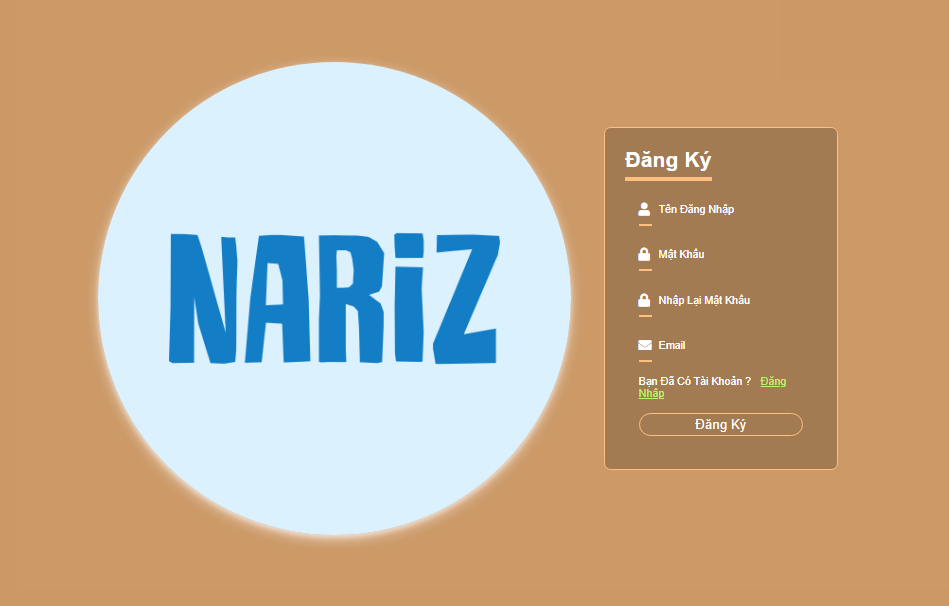 NARiZ
Đăng Ký
Tên Đăng Nhập
Mật Khẩu
Nhập Lại Mật Khẩu
Email
Bạn Đã Có Tài Khoản ? Đăng
Nhập
Đăng Ký